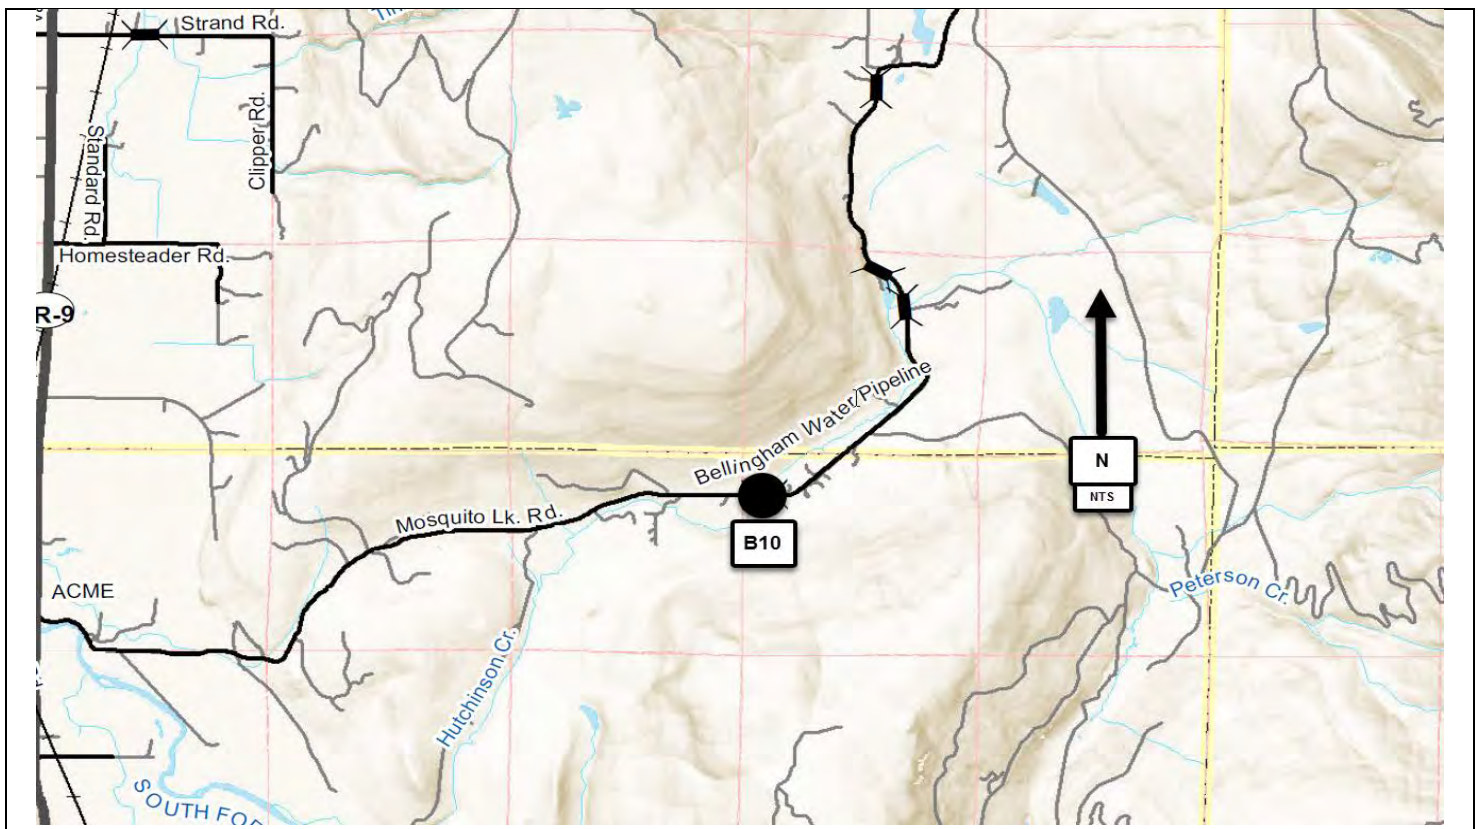 Strand Rd.
Clipper Rd.
Standard Rd.
Homesteader Rd.
R-9
Bellingham Water/Pipeline
N
NTS
Mosquito Lk. Rd.
B10
ACME
Peterson Cr.
Hutchinson Cr.
SOUTH FOR